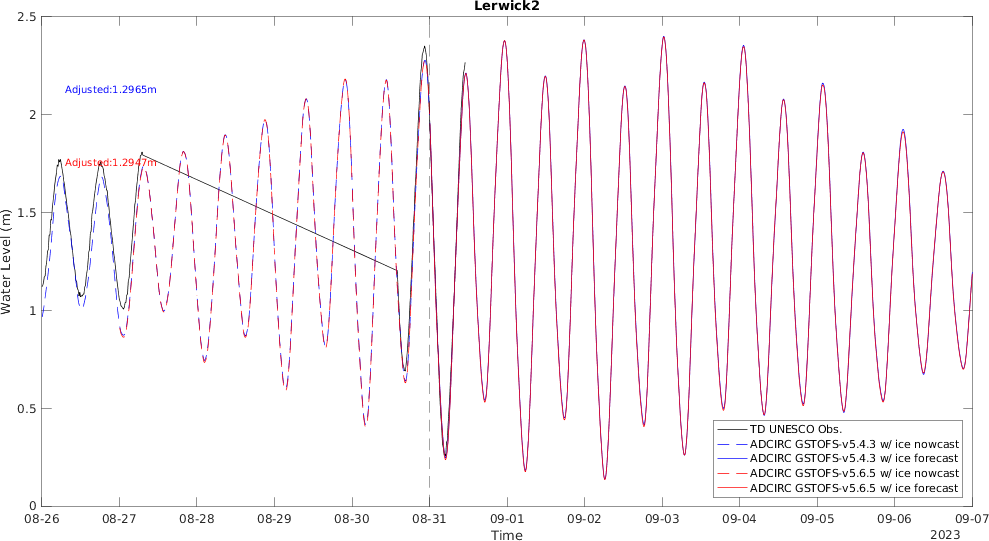 Lerwick2
2.5
2
1.5
1
0.5
0
Water Level (m)
Adjusted:1.2965m
Adjusted:1.2947m
TD UNESCO Obs.
ADCIRC GSTOFS-v5.4.3 w/ ice nowcast
ADCIRC GSTOFS-v5.4.3 w/ ice forecast
ADCIRC GSTOFS-v5.6.5 w/ ice nowcast
ADCIRC GSTOFS-v5.6.5 w/ ice forecast
08-26 08-27 08-28 08-29 08-30 08-31 09-01 09-02 09-03 09-04 09-05 09-06 09-07
Time
2023